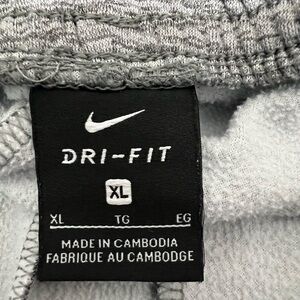 DRI-FIT
XL
XL TG EG
MADE IN CAMBODIA
FABRIQUE AU CAMBODGE